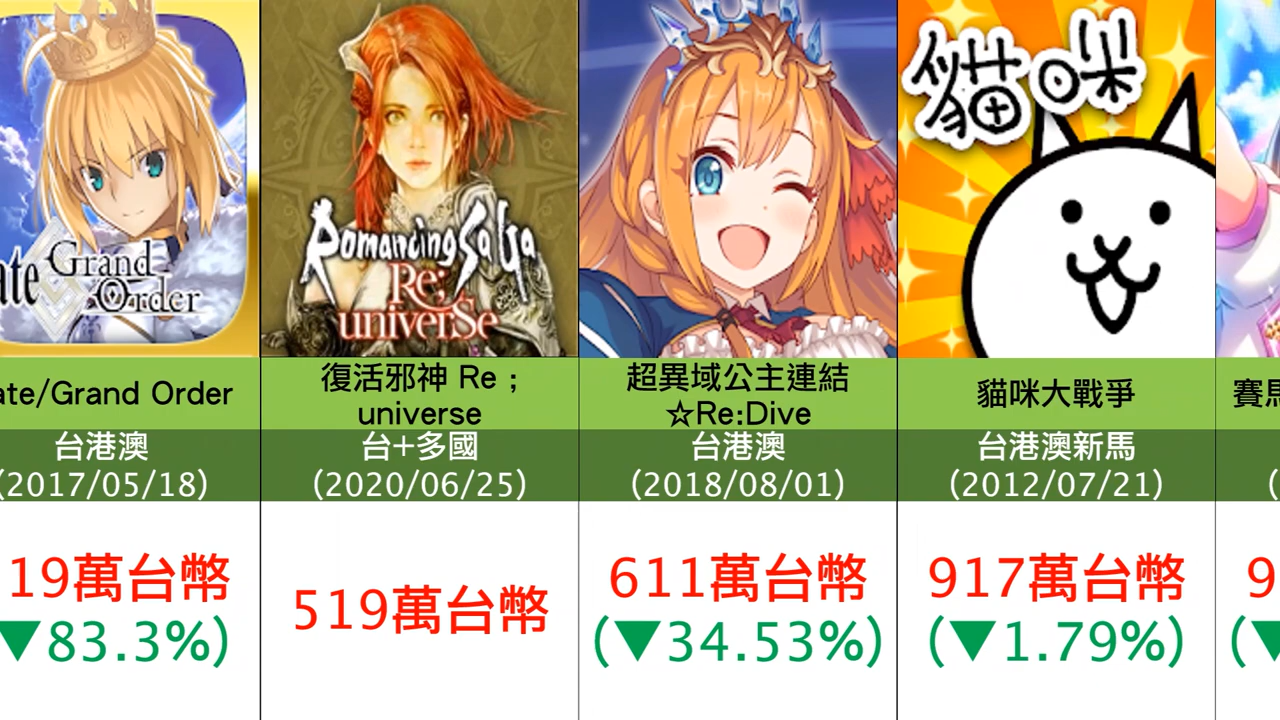 ate
Grand
Order
ate/Grand Order
台港澳
(2017/05/18)
19萬台幣
▼83.3%)
Romancing SaGa
Re;
univerSe
復活邪神 Re；
universe
台+多國
(2020/06/25)
519萬台幣
超異域公主連結
☆Re:Dive
台港澳
(2018/08/01)
611萬台幣
(▼34.53%)
貓咪
貓咪大戰爭
台港澳新馬
(2012/07/21)
917萬台幣
(▼1.79%)
賽馬
(
9
(▼